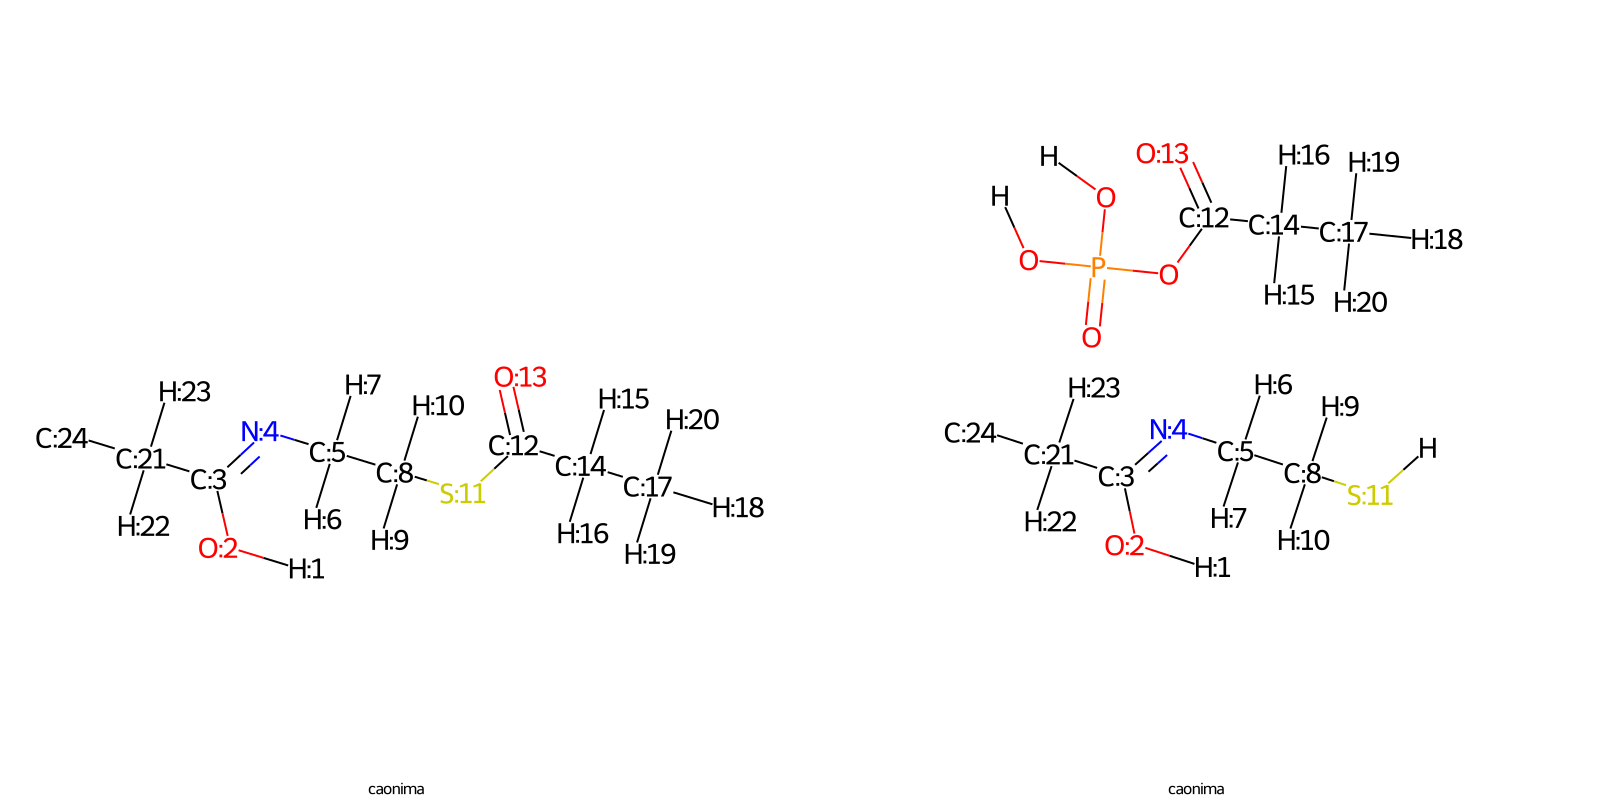 H O:13 H:16 H:19
H O C:12 C:14 C:17 H:18
O P O H:15 H:20
O
H:23 H:7 H:10 O:13 H:15 H:20
C:24 C:21 C:3 N:4 C:5 C:8 S:11 C:12 C:14 C:17 H:18
H:22 O:2 H:1 H:6 H:9 H:16 H:19
H:23 H:6 H:9 H
C:24 C:21 C:3 N:4 C:5 C:8 S:11
H:22 O:2 H:1 H:7 H:10
caonima
caonima